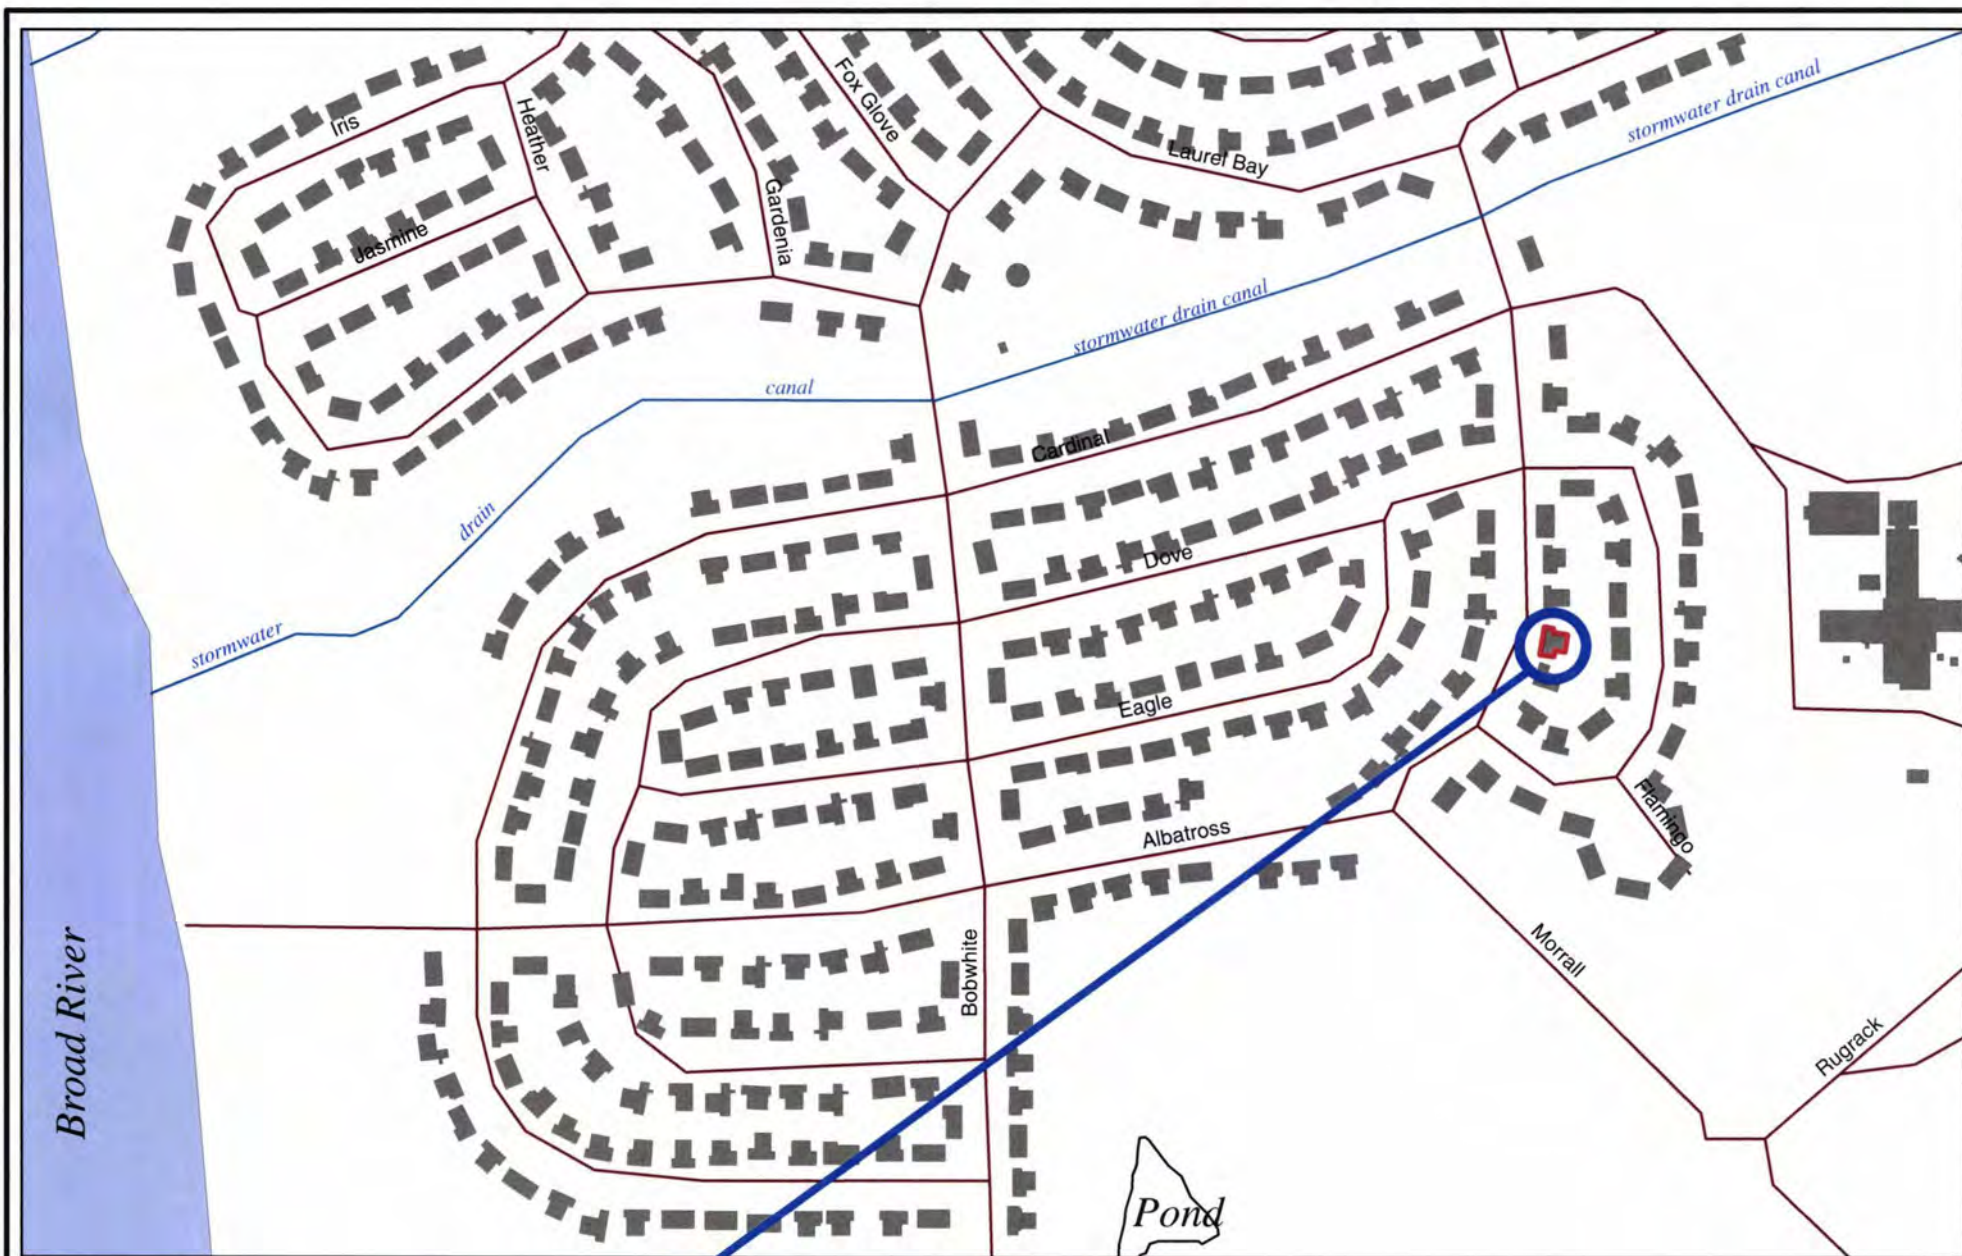 Fox Glove
Heather
Iris
stormwater drain canal
Laurel Bay
Gardenia
Jasmine
stormwater drain canal
canal
Cardinal
drain
Dove
stormwater
Eagle
Flamingo
Albatross
Broad River
Bobwhite
Morrall
Rugrack
Pond